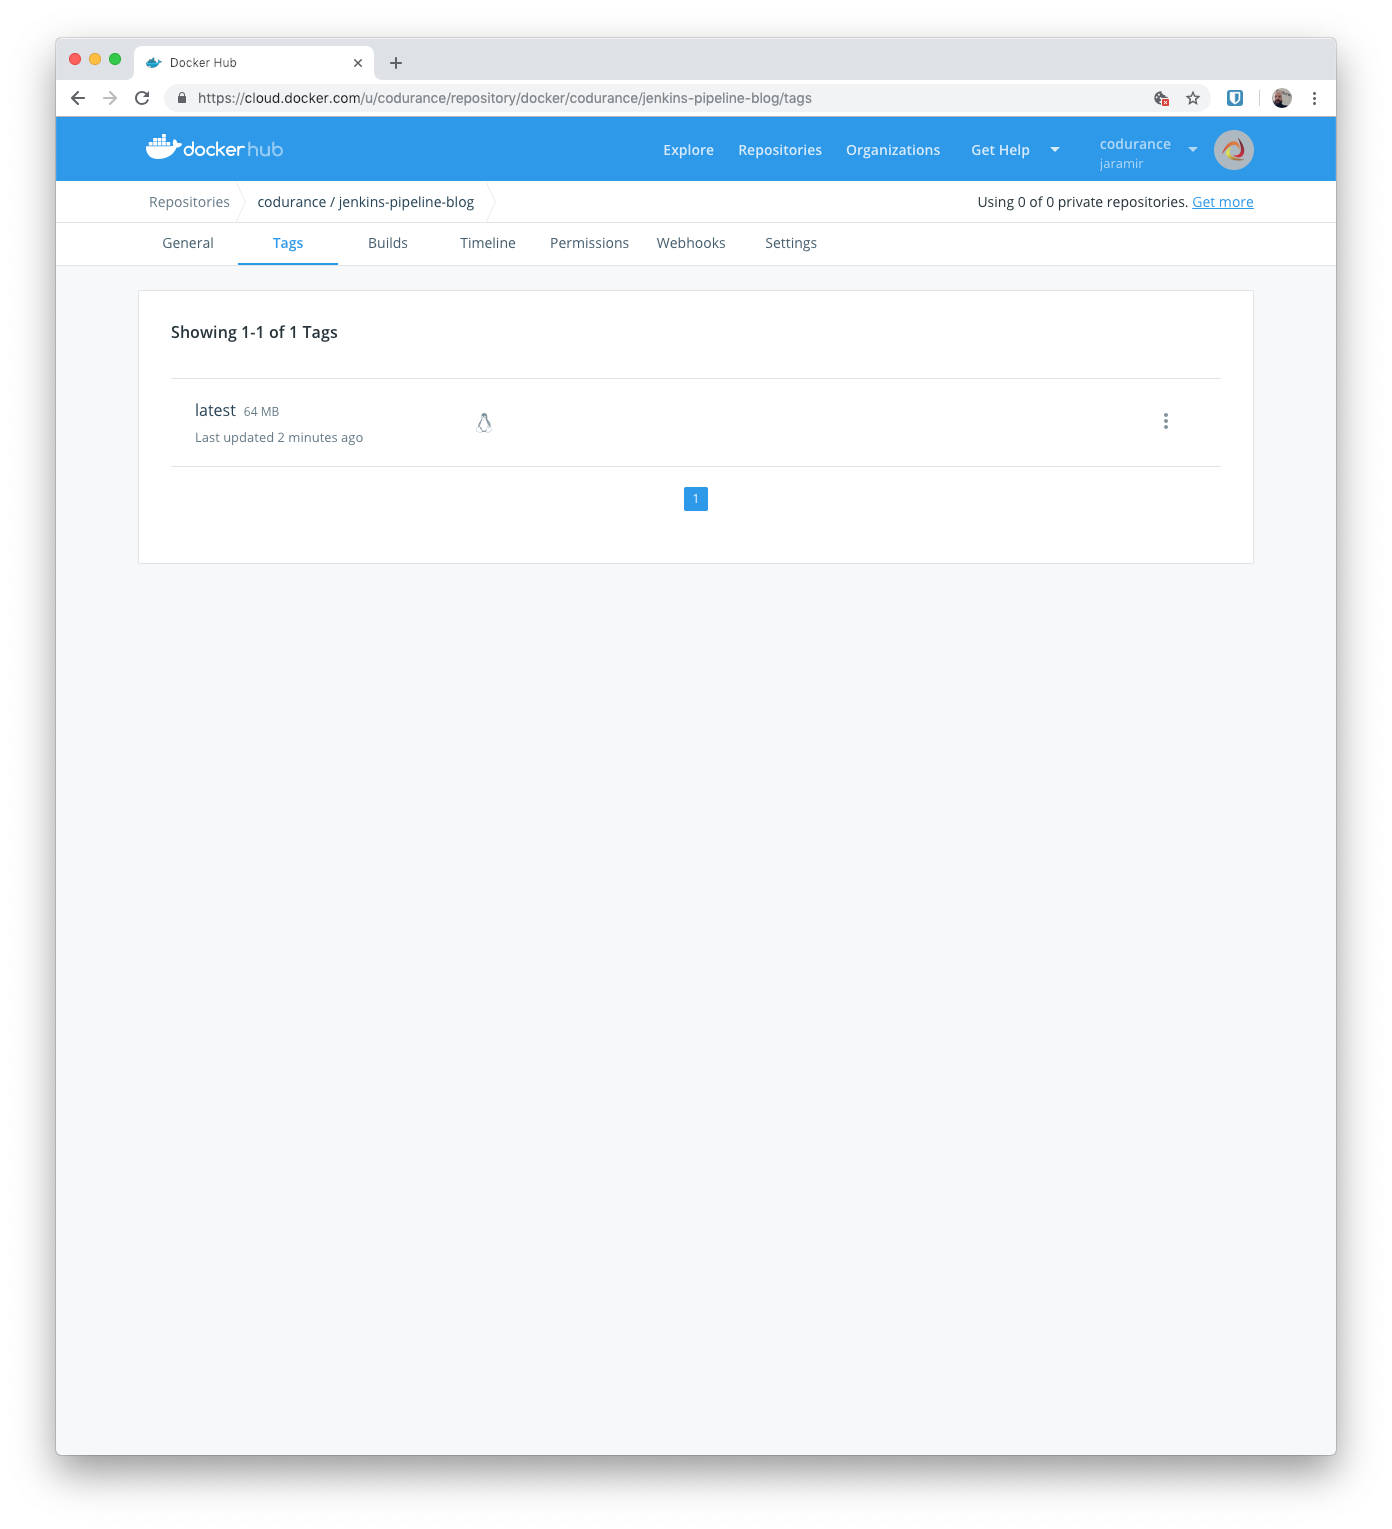 Docker Hub
https://cloud.docker.com/u/codurance/repository/docker/codurance/jenkins-pipeline-blog/tags
dockerhub
Explore Repositories Organizations Get Help codurance
jaramir
Repositories codurance / jenkins-pipeline-blog Using 0 of 0 private repositories. Get more
General Tags Builds Timeline Permissions Webhooks Settings
Showing 1-1 of 1 Tags
latest 64 MB
Last updated 2 minutes ago
1